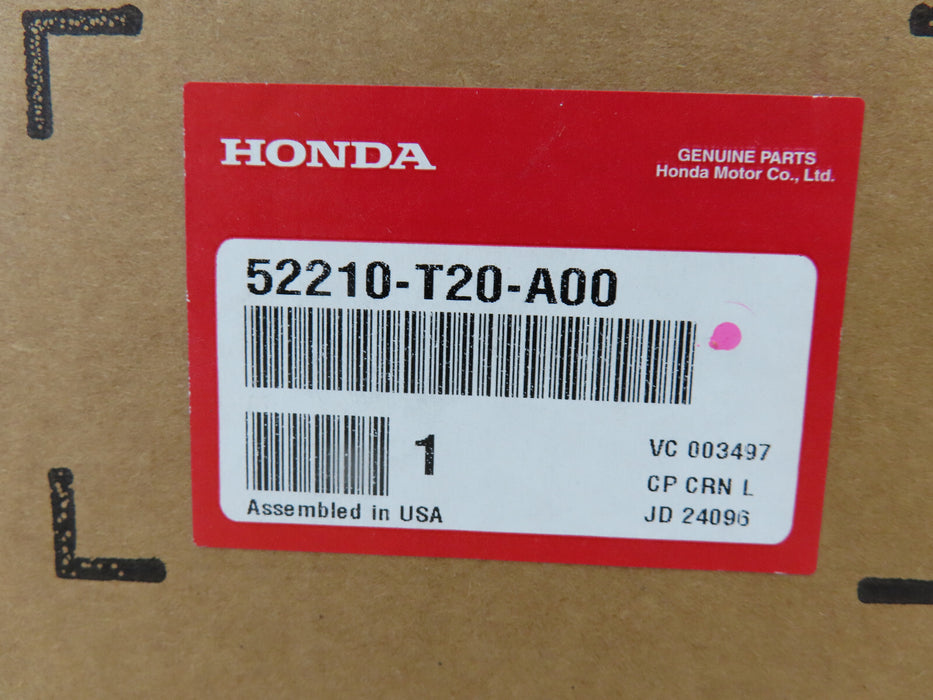 HONDA
GENUINE PARTS
Honda Motor Co., Ltd.
52210-T20-A00
1
VC 003497
CP CRN L
Assembled in USA
JD 24096